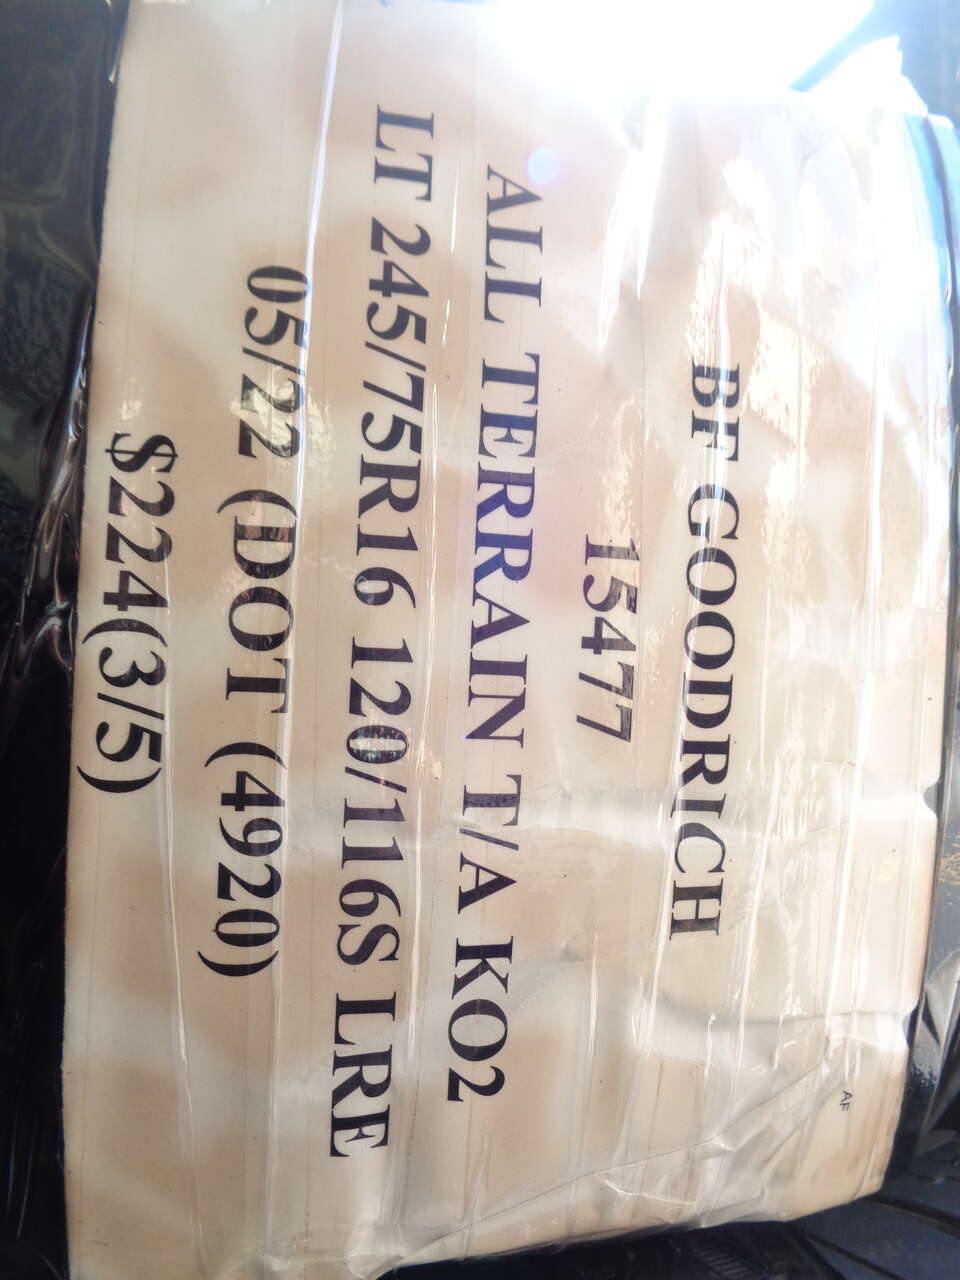 BF GOODRICH
15477
ALL TERRAIN T/A KO2
LT 245/75R16 120/116S LRE
05/22 (DOT (4920)
$224(3/5)
AF